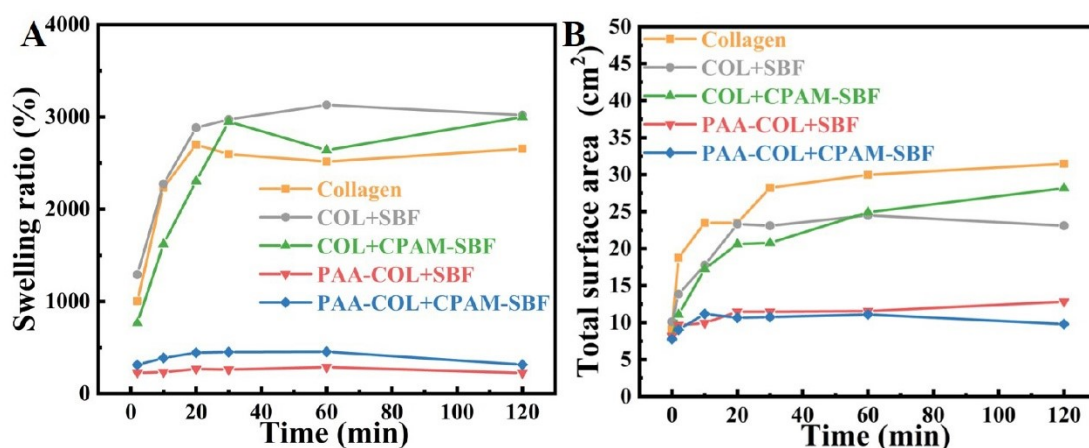 A
Swelling ratio (%)
4000
3000
2000
1000
0
Collagen
COL+SBF
COL+CPAM-SBF
PAA-COL+SBF
PAA-COL+CPAM-SBF
0 20 40 60 80 100 120
Time (min)
B
Total surface area (cm²)
50
45
40
35
30
25
20
15
10
5
0
Collagen
COL+SBF
COL+CPAM-SBF
PAA-COL+SBF
PAA-COL+CPAM-SBF
0 20 40 60 80 100 120
Time (min)